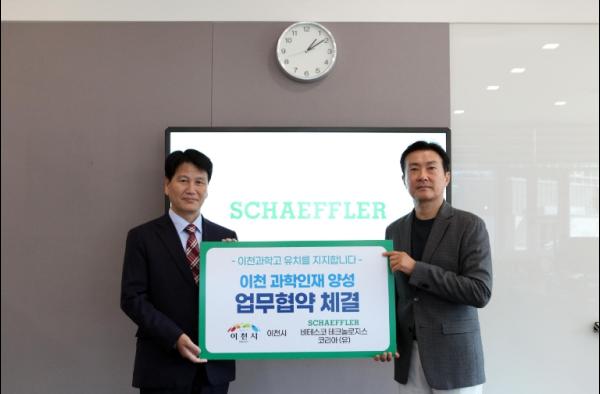 SCHAEFFLER
- 이천과학고 유치를 지지합니다 -
이천 과학인재 양성
업무협약 체결
이천시 이천시
SCHAEFFLER
비테스코 테크놀로지스
코리아 (유)